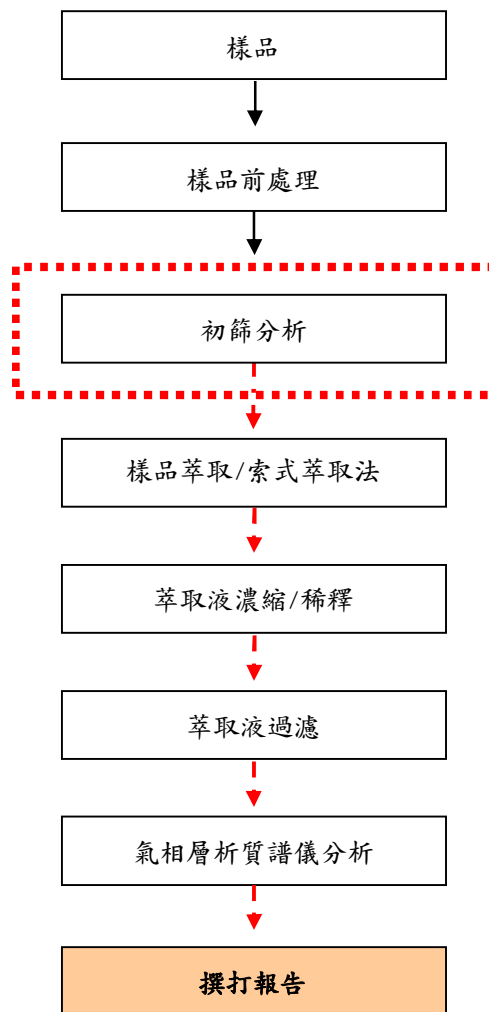 樣品
樣品前處理
初篩分析
樣品萃取/索式萃取法
萃取液濃縮/稀釋
萃取液過濾
氣相層析質譜儀分析
撰打報告